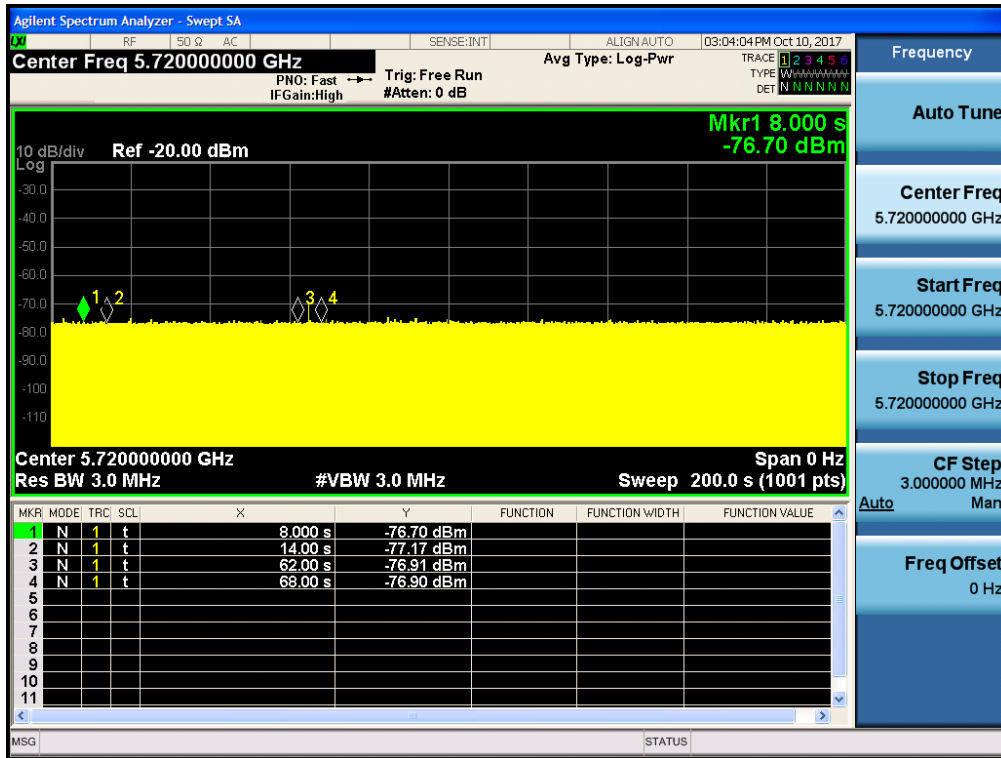 Agilent Spectrum Analyzer - Swept SA
LXI RF 50 Ω AC SENSE:INT ALIGNAUTO 03:04:04 PM Oct 10, 2017
Center Freq 5.720000000 GHz
PNO: Fast
IFGain:High
Trig: Free Run
#Atten: 0 dB
Avg Type: Log-Pwr
TRACE 1 2 3 4 5 6
TYPE
DET N N N N N N
Mkr1 8.000 s
-76.70 dBm
10 dB/div
Log
Ref -20.00 dBm
-30.0
-40.0
-50.0
-60.0
-70.0
-80.0
-90.0
-100
-110
1 2 3 4
Center 5.720000000 GHz Span 0 Hz
Res BW 3.0 MHz #VBW 3.0 MHz Sweep 200.0 s (1001 pts)
MKR MODE TRC SCL X Y FUNCTION FUNCTION WIDTH FUNCTION VALUE
1 N 1 t 8.000 s -76.70 dBm
2 N 1 t 14.00 s -77.17 dBm
3 N 1 t 62.00 s -76.91 dBm
4 N 1 t 68.00 s -76.90 dBm
5
6
7
8
9
10
11
MSG STATUS
Frequency
Auto Tune
Center Freq
5.720000000 GHz
Start Freq
5.720000000 GHz
Stop Freq
5.720000000 GHz
CF Step
3.000000 MHz
Auto Man
Freq Offset
0 Hz